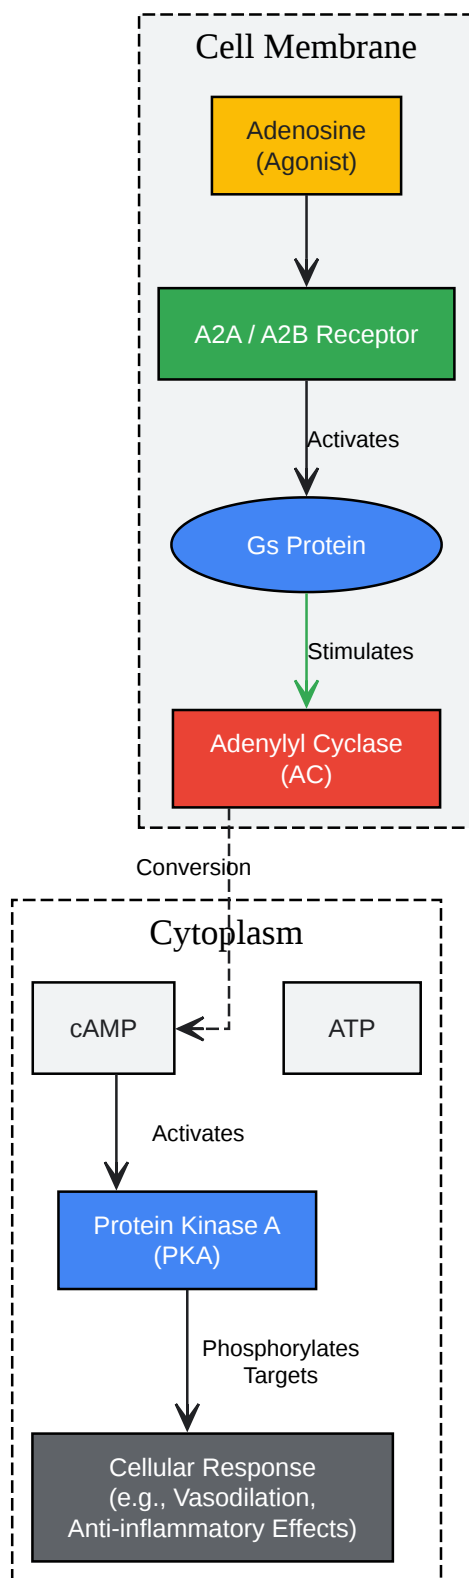 Cell Membrane
Adenosine
(Agonist)
A2A / A2B Receptor
Activates
Gs Protein
Stimulates
Adenylyl Cyclase
(AC)
Conversion
Cytoplasm
cAMP
ATP
Activates
Protein Kinase A
(PKA)
Phosphorylates
Targets
Cellular Response
(e.g., Vasodilation,
Anti-inflammatory Effects)